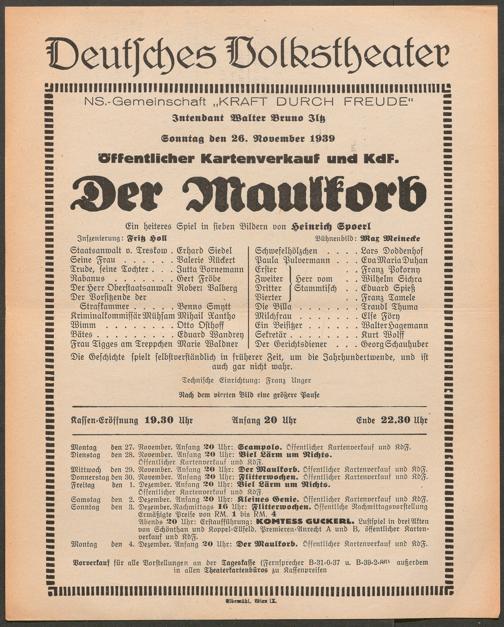 Deutsches Volkstheater
NS.-Gemeinschaft „KRAFT DURCH FREUDE“
Intendant Walter Bruno Iltz
Sonntag den 26. November 1939
Öffentlicher Kartenverkauf und KdF.
Der Maulkorb
Ein heiteres Spiel in sieben Bildern von Heinrich Spoerl
Inszenierung: Fritz Holl Bühnenbild: Max Meinecke
Staatsanwalt v. Treskow . Erhard Siedel
Seine Frau . . . . . Valerie Rückert
Trude, seine Tochter . . . Jutta Bornemann
Rabanus . . . . . . Gert Fröbe
Der Herr Oberstaatsanwalt Robert Valberg
Der Vorsitzende der
Strafkammer . . . . Benno Smytt
Kriminalkommissär Mühsam Mihail Xantho
Wimm . . . . . . Otto Osthoff
Bätes . . . . . . Eduard Wandrey
Frau Tigges am Treppchen Marie Waldner
Schwefelhölzchen . . . . Lars Doddenhof
Paula Pulvermann . . . Eva Maria Duhan
Erster Franz Pokorny
Zweiter Herr vom Wilhelm Sichra
Dritter Stammtisch Eduard Spieß
Vierter Franz Tamele
Die Billa . . . . . . Traudl Thuma
Milchfrau . . . . . . Else Föry
Ein Beisitzer . . . . . Walter Hagemann
Sekretär . . . . . . Kurt Wolff
Der Gerichtsdiener . . . Georg Schauhuber
Die Geschichte spielt selbstverständlich in früherer Zeit, um die Jahrhundertwende, und ist
auch gar nicht wahr.
Technische Einrichtung: Franz Unger
Nach dem vierten Bild eine größere Pause
Kassen-Eröffnung 19.30 Uhr Anfang 20 Uhr Ende 22.30 Uhr
Montag den 27. November. Anfang 20 Uhr: Scampolo. Öffentlicher Kartenverkauf und KdF.
Dienstag den 28. November. Anfang 20 Uhr: Viel Lärm um Nichts.
Öffentlicher Kartenverkauf und KdF.
Mittwoch den 29. November. Anfang 20 Uhr: Der Maulkorb. Öffentlicher Kartenverkauf und KdF.
Donnerstag den 30. November. Anfang 20 Uhr: Flitterwochen. Öffentlicher Kartenverkauf und KdF.
Freitag den 1. Dezember. Anfang 20 Uhr: Viel Lärm um Nichts.
Öffentlicher Kartenverkauf und KdF.
Samstag den 2. Dezember. Anfang 20 Uhr: Kleines Genie. Öffentlicher Kartenverkauf und KdF.
Sonntag den 3. Dezember. Nachmittags 16 Uhr: Flitterwochen. Öffentliche Nachmittagsvorstellung
Ermäßigte Preise von RM. 1 bis RM. 4
Abends 20 Uhr: Erstaufführung: KOMTESS GUCKERL. Lustspiel in drei Akten
von Schönthan und Koppel-Ellfeld. Premieren-Anrecht A und B, öffentlicher Karten-
verkauf und KdF.
Montag den 4. Dezember. Anfang 20 Uhr: Der Maulkorb. Öffentlicher Kartenverkauf und KdF.
Vorverkauf für alle Vorstellungen an der Tageskasse (Fernsprecher B-31-0-37 u. außerdem
in allen Theaterkartenbüros zu Kassenpreisen
Elbemühl, Wien IX.